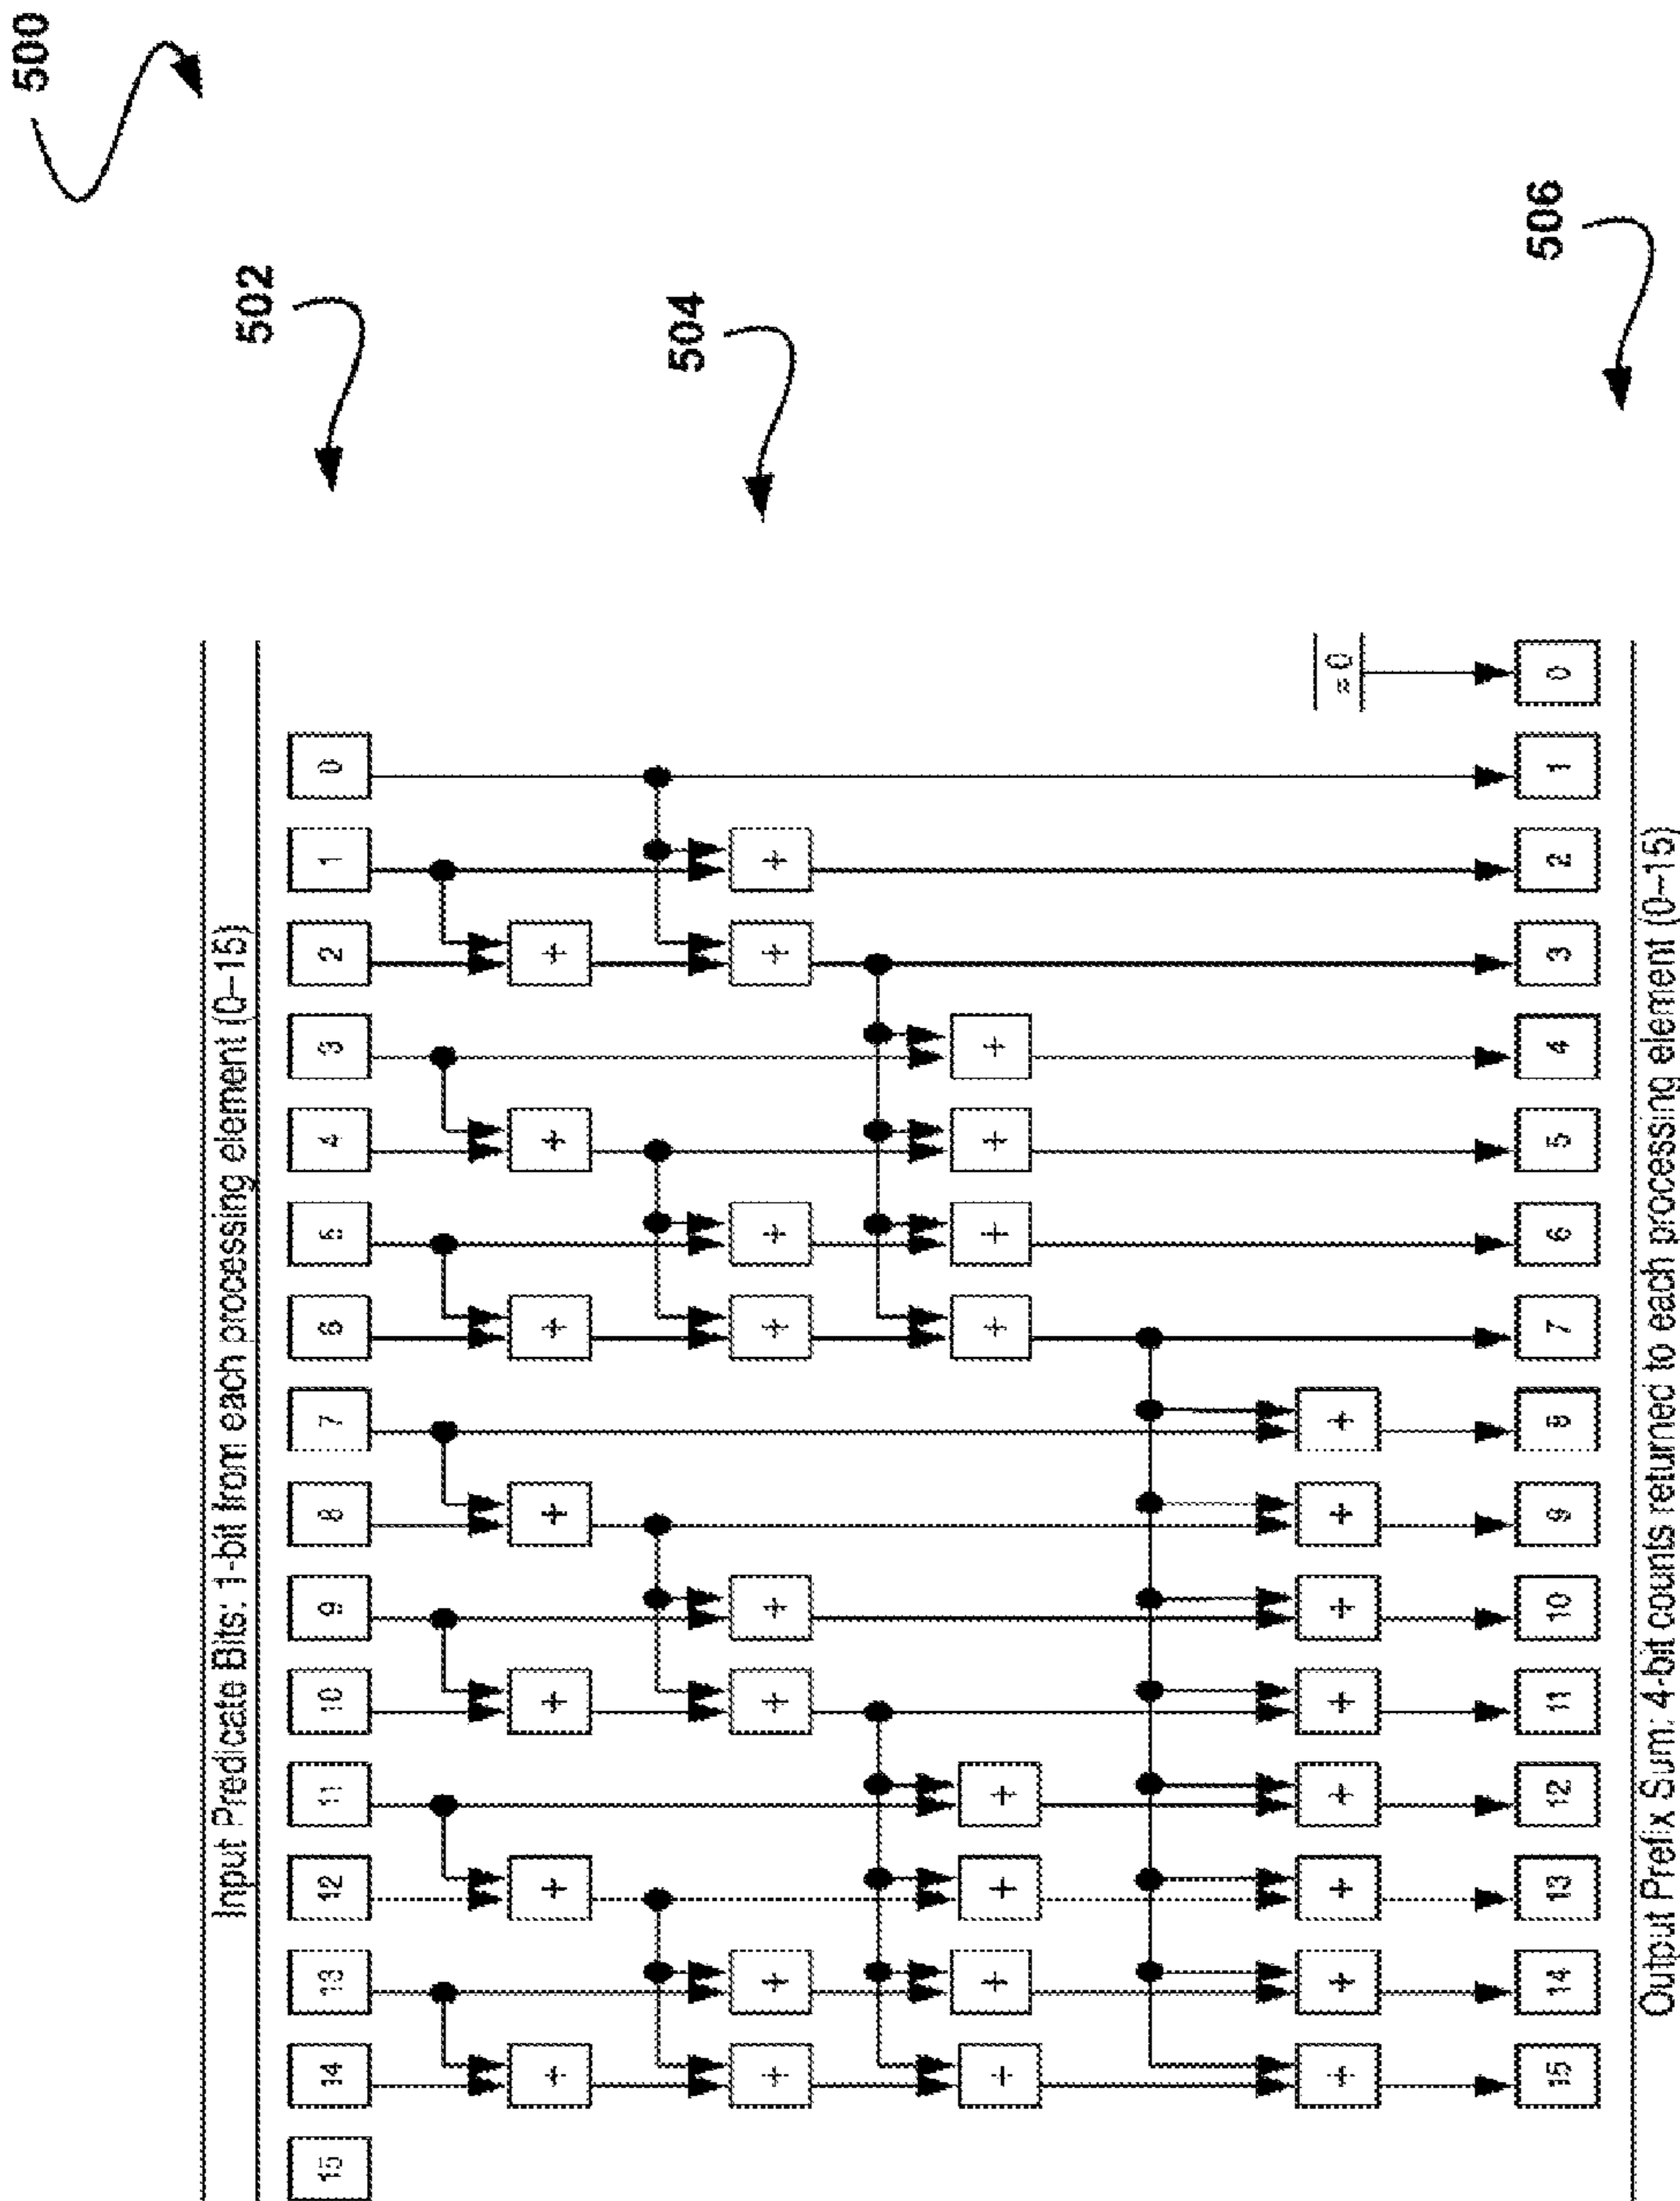 500
502
504
506
Input Predicate Bits: 1-bit from each processing element (0–15)
15 14 13 12 11 10 9 8 7 6 5 4 3 2 1 0
+ + + + + + +
+ + + + + + +
+ + + + + + + +
= 0
+ + + + + + + +
15 14 13 12 11 10 9 8 7 6 5 4 3 2 1 0
Output Prefix Sum: 4-bit counts returned to each processing element (0–15)